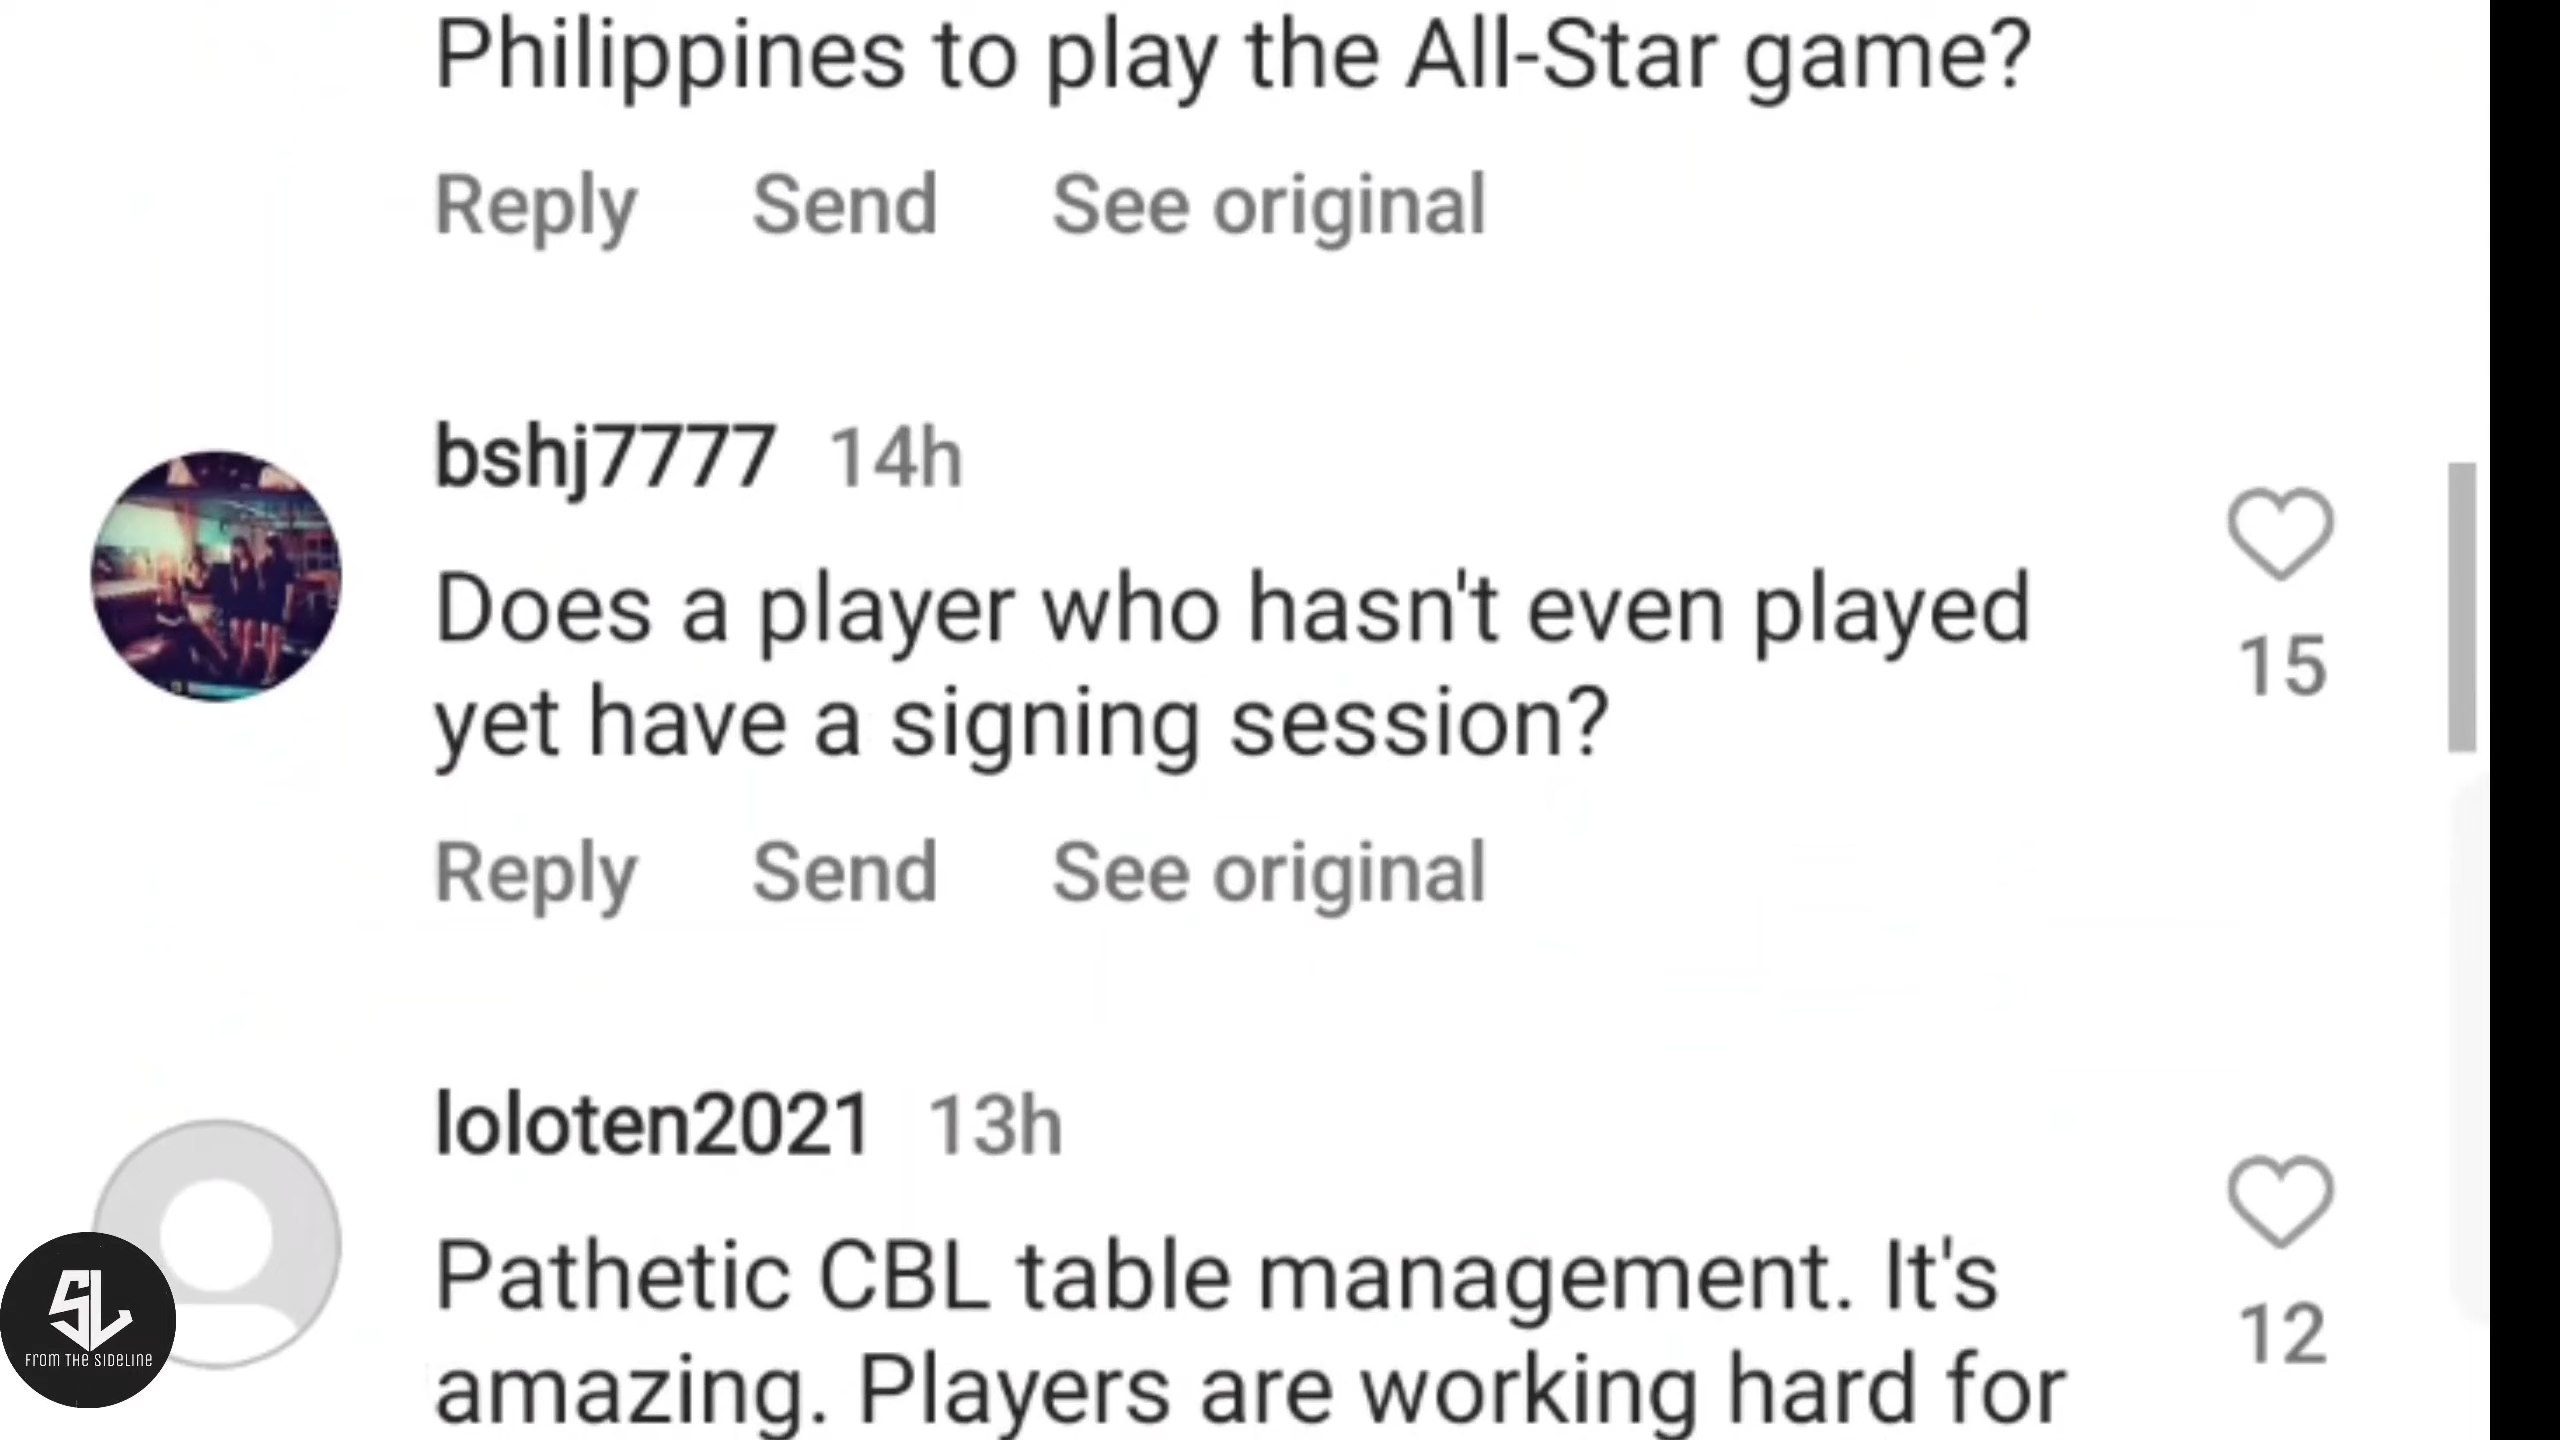 Philippines to play the All-Star game?
Reply Send See original
bshj7777 14h
Does a player who hasn't even played
yet have a signing session?
15
Reply Send See original
loloten2021 13h
Pathetic CBL table management. It's
amazing. Players are working hard for
12
SL
FROM THE SIDELINE